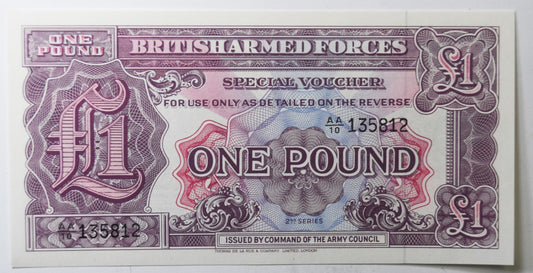 ONE
POUND
BRITISH ARMED FORCES
£1
SPECIAL VOUCHER
FOR USE ONLY AS DETAILED ON THE REVERSE
AA/10 135812
£1
ONE POUND
2ND SERIES
AA/10 135812
£1
ISSUED BY COMMAND OF THE ARMY COUNCIL
THOMAS DE LA RUE & COMPANY, LIMITED, LONDON